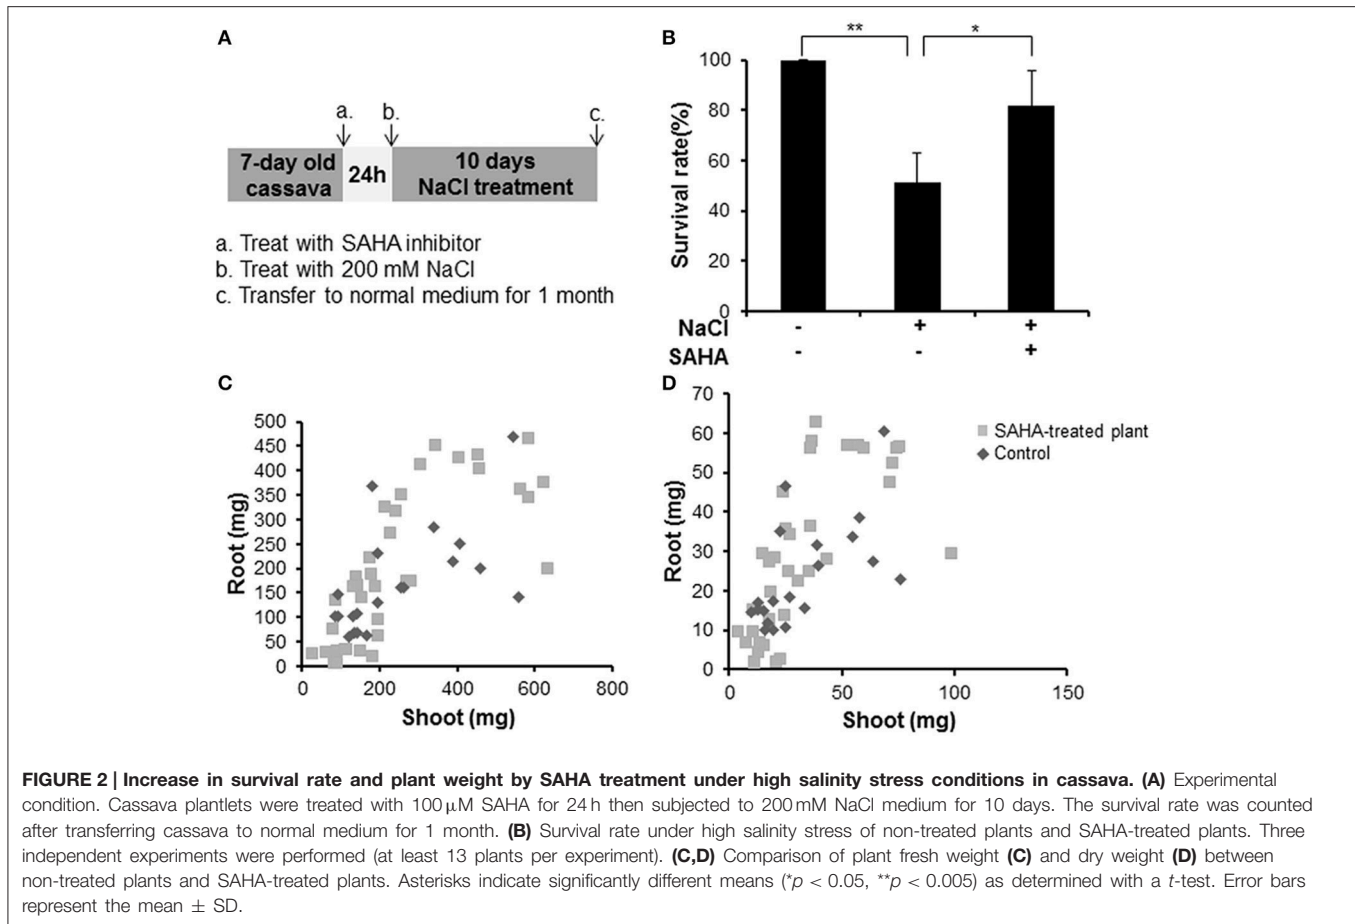 A
a. b. c.
7-day old
cassava
24h
10 days
NaCl treatment
a. Treat with SAHA inhibitor
b. Treat with 200 mM NaCl
c. Transfer to normal medium for 1 month
B
** *
Survival rate(%)
100
80
60
40
20
0
NaCl - + +
SAHA - - +
C
Root (mg)
500
450
400
350
300
250
200
150
100
50
0
0 200 400 600 800
Shoot (mg)
D
Root (mg)
70
60
50
40
30
20
10
0
0 50 100 150
Shoot (mg)
SAHA-treated plant
Control
FIGURE 2 | Increase in survival rate and plant weight by SAHA treatment under high salinity stress conditions in cassava. (A) Experimental
condition. Cassava plantlets were treated with 100 μM SAHA for 24 h then subjected to 200 mM NaCl medium for 10 days. The survival rate was counted
after transferring cassava to normal medium for 1 month. (B) Survival rate under high salinity stress of non-treated plants and SAHA-treated plants. Three
independent experiments were performed (at least 13 plants per experiment). (C,D) Comparison of plant fresh weight (C) and dry weight (D) between
non-treated plants and SAHA-treated plants. Asterisks indicate significantly different means (*p < 0.05, **p < 0.005) as determined with a t-test. Error bars
represent the mean ± SD.